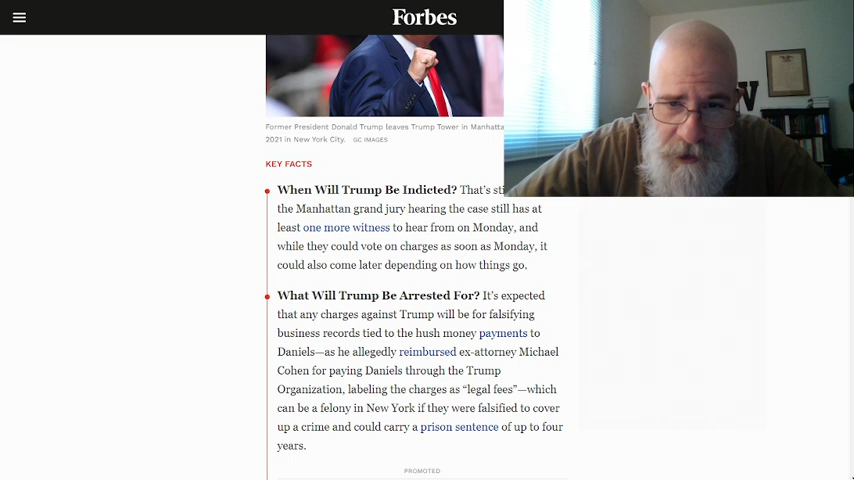 Forbes
Former President Donald Trump leaves Trump Tower in
2021 in New York City. GC IMAGES
KEY FACTS
When Will Trump Be Indicted? That's
the Manhattan grand jury hearing the case still has at
least one more witness to hear from on Monday, and
while they could vote on charges as soon as Monday, it
could also come later depending on how things go.
What Will Trump Be Arrested For? It's expected
that any charges against Trump will be for falsifying
business records tied to the hush money payments to
Daniels—as he allegedly reimbursed ex-attorney Michael
Cohen for paying Daniels through the Trump
Organization, labeling the charges as “legal fees”—which
can be a felony in New York if they were falsified to cover
up a crime and could carry a prison sentence of up to four
years.
PROMOTED